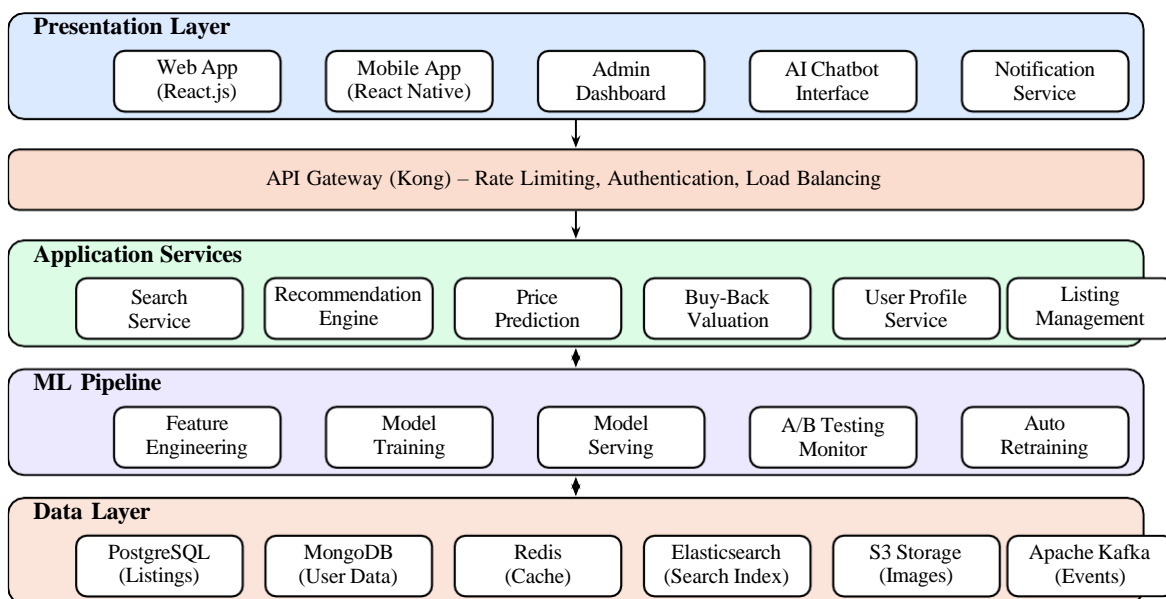 Presentation Layer
Web App
(React.js)
Mobile App
(React Native)
Admin
Dashboard
AI Chatbot
Interface
Notification
Service
API Gateway (Kong) – Rate Limiting, Authentication, Load Balancing
Application Services
Search
Service
Recommendation
Engine
Price
Prediction
Buy-Back
Valuation
User Profile
Service
Listing
Management
ML Pipeline
Feature
Engineering
Model
Training
Model
Serving
A/B Testing
Monitor
Auto
Retraining
Data Layer
PostgreSQL
(Listings)
MongoDB
(User Data)
Redis
(Cache)
Elasticsearch
(Search Index)
S3 Storage
(Images)
Apache Kafka
(Events)